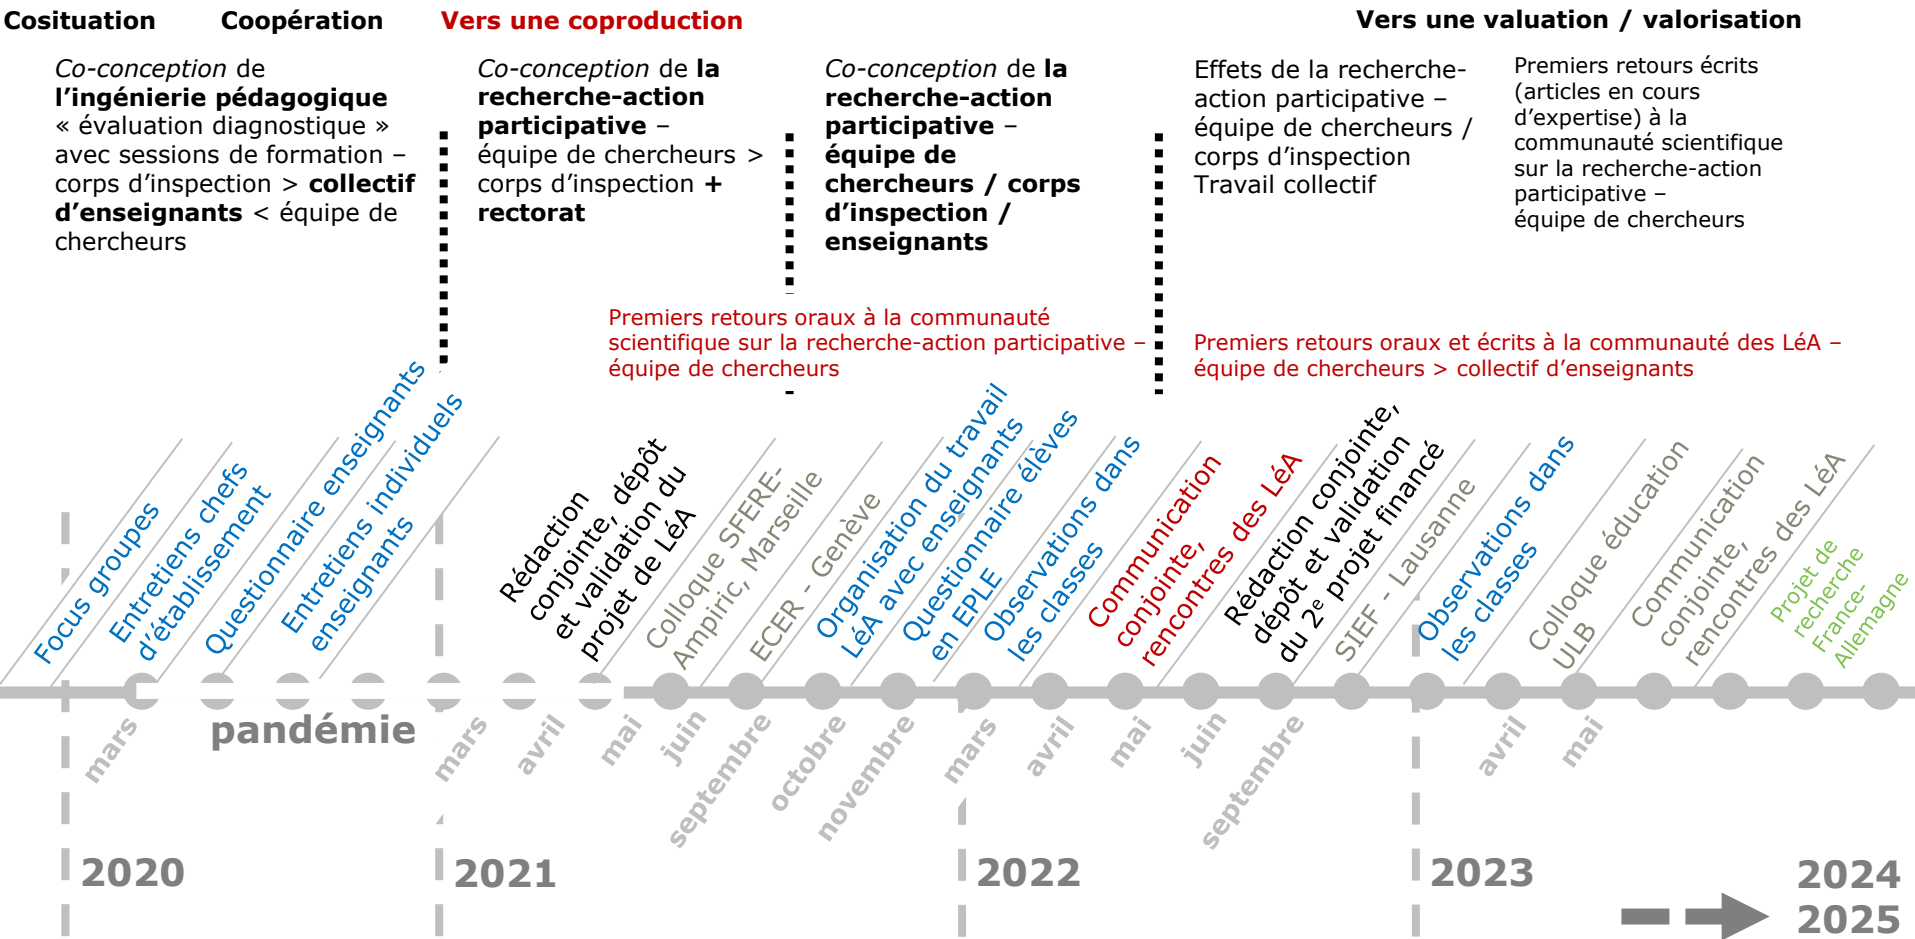 Cosituation
Coopération
Vers une coproduction
Vers une valuation / valorisation
Co-conception de
l’ingénierie pédagogique
« évaluation diagnostique »
avec sessions de formation –
corps d’inspection > collectif
d’enseignants < équipe de
chercheurs
Co-conception de la
recherche-action
participative –
équipe de chercheurs >
corps d’inspection +
rectorat
Co-conception de la
recherche-action
participative –
équipe de
chercheurs / corps
d’inspection /
enseignants
Effets de la recherche-
action participative –
équipe de chercheurs /
corps d’inspection
Travail collectif
Premiers retours écrits
(articles en cours
d’expertise) à la
communauté scientifique
sur la recherche-action
participative –
équipe de chercheurs
Premiers retours oraux à la communauté
scientifique sur la recherche-action participative –
équipe de chercheurs
Premiers retours oraux et écrits à la communauté des LéA –
équipe de chercheurs > collectif d’enseignants
Focus groupes
Entretiens chefs
d’établissement
Questionnaire enseignants
Entretiens individuels
enseignants
Rédaction
conjointe, dépôt
et validation du
projet de LéA
Colloque SFERE-
Ampiric, Marseille
ECER - Genève
Organisation du travail
LéA avec enseignants
Questionnaire élèves
en EPLE
Observations dans
les classes
Communication
conjointe,
rencontres des LéA
Rédaction conjointe,
dépôt et validation
du 2e projet financé
SIEF - Lausanne
Observations dans
les classes
Colloque éducation
ULB
Communication
conjointe,
rencontres des LéA
Projet de
recherche
France-
Allemagne
mars
pandémie
mars
avril
mai
juin
septembre
octobre
novembre
mars
avril
mai
juin
septembre
avril
mai
2020
2021
2022
2023
2024
2025